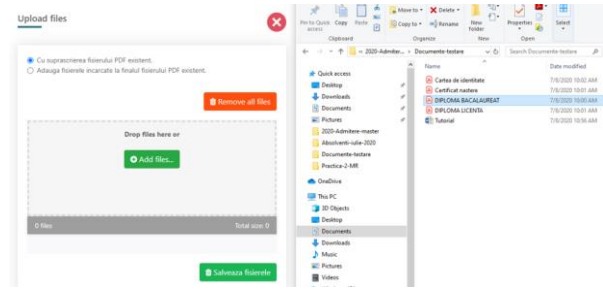 Upload files
Cu suprascrierea fisierului PDF existent.
Adauga fisierele incarcate la finalul fisierului PDF existent.
Remove all files
Drop files here or
Add files...
0 files
Total size: 0
Salveaza fisierele
Pin to Quick access
Copy
Paste
Move to
Copy to
Delete
Rename
New folder
Properties
Select
Clipboard
Organize
New
Open
« 2020-Admiter... › Documente-testare
Search Documente-testare
Name
Date modified
Quick access
Desktop
Downloads
Documents
Pictures
2020-Admitere-master
Absolventi-iulie-2020
Documente-testare
Practica-2-MR
OneDrive
This PC
3D Objects
Desktop
Documents
Downloads
Music
Pictures
Videos
Cartea de identitate 7/8/2020 10:02 AM
Certificat nastere 7/8/2020 10:01 AM
DIPLOMA BACALAUREAT 7/8/2020 10:00 AM
DIPLOMA LICENTA 7/8/2020 10:01 AM
Tutorial 7/8/2020 10:56 AM